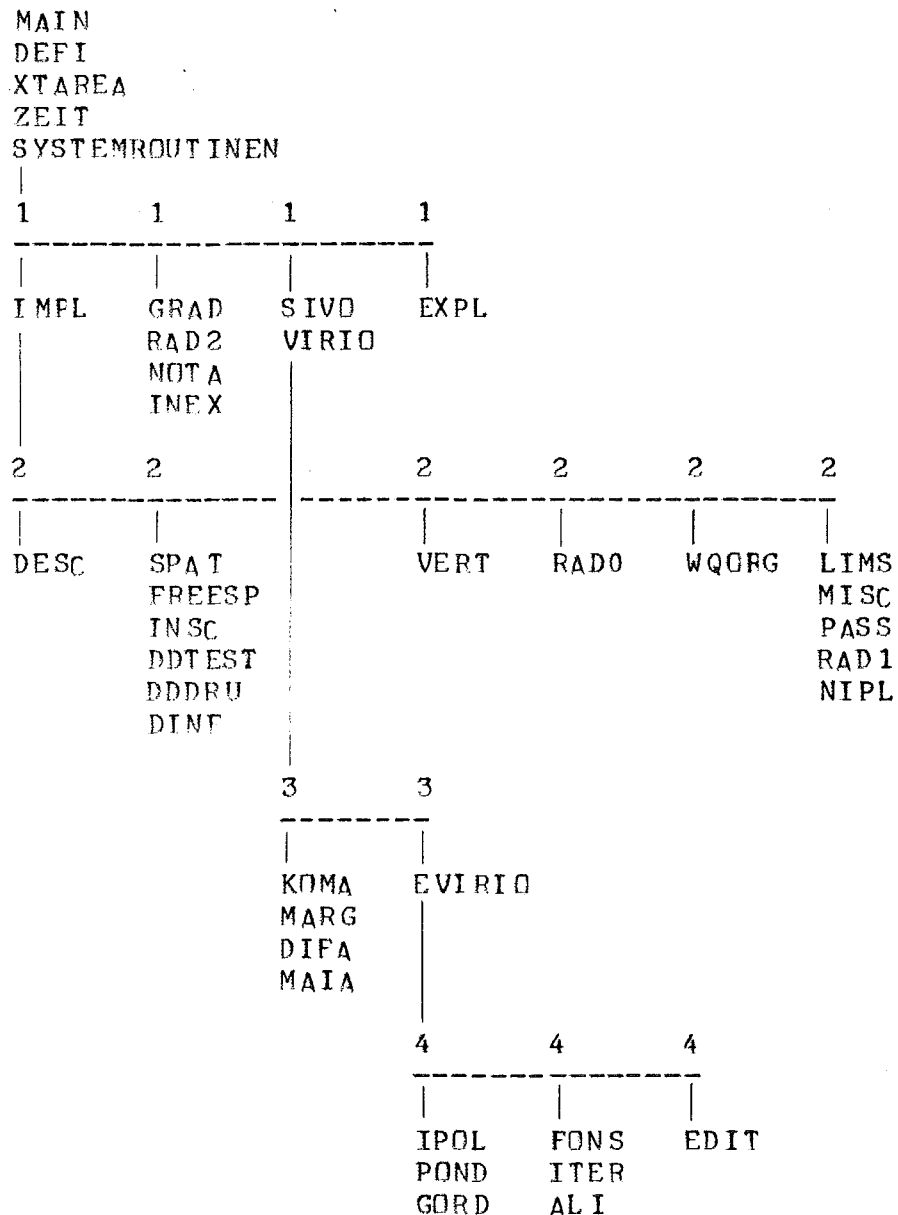 MAIN
DEFI
XTAREA
ZEIT
SYSTEMROUTINEN
1 1 1 1
IMPL GRAD SIVO EXPL
RAD2 VIRIO
NOTA
INEX
2 2 2 2 2 2
DESC SPAT VERT RADO WQORG LIMS
FREESP MISC
INSC PASS
DDTEST RAD1
DDDRU NIPL
DINF
3 3
KOMA EVIRIO
MARG
DIFA
MAIA
4 4 4
IPOL FONS EDIT
POND ITER
GORD ALI